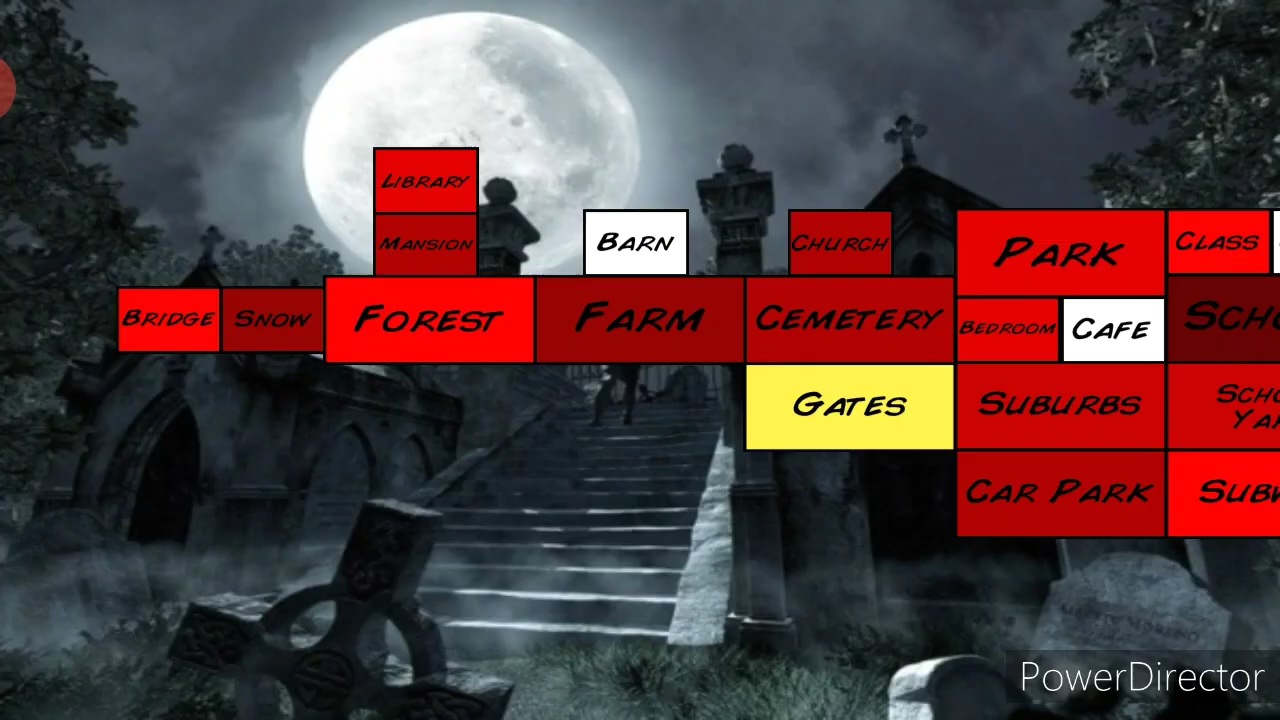 Library
Mansion
Barn
Church
Park
Class
Bridge
Snow
Forest
Farm
Cemetery
Bedroom
Cafe
Gates
Suburbs
Car Park
PowerDirector